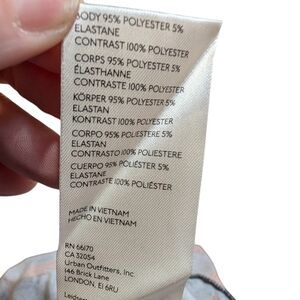 BODY 95% POLYESTER 5%
ELASTANE
CONTRAST 100% POLYESTER
CORPS 95% POLYESTER 5%
ÉLASTHANNE
CONTRASTE 100% POLYESTER
KÖRPER 95% POLYESTER 5%
ELASTAN
KONTRAST 100% POLYESTER
CORPO 95% POLIESTERE 5%
ELASTAN
CONTRASTO 100% POLIESTERE
CUERPO 95% POLIÉSTER 5%
ELASTANE
CONTRASTE 100% POLIÉSTER
MADE IN VIETNAM
HECHO EN VIETNAM
RN 66170
CA 32054
Urban Outfitters, Inc.
146 Brick Lane
LONDON, E1 6RU